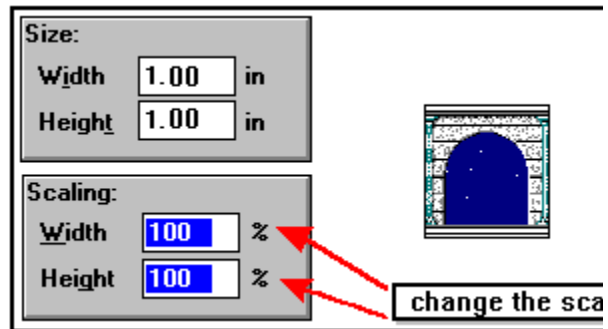 Size:
Width 1.00 in
Height 1.00 in
Scaling:
Width 100 %
Height 100 %
change the sca